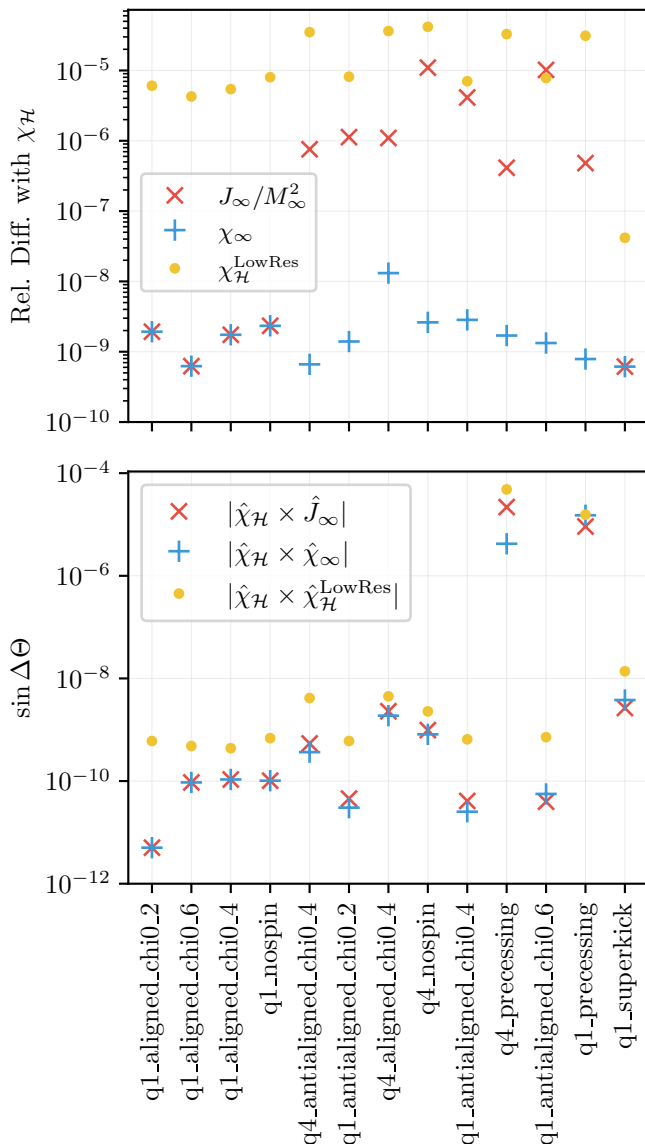 10⁻⁵
10⁻⁶
10⁻⁷
10⁻⁸
10⁻⁹
10⁻¹⁰
Rel. Diff. with χ_ℋ
J_∞/M_∞²
χ_∞
χ_ℋ^LowRes
10⁻⁴
10⁻⁶
10⁻⁸
10⁻¹⁰
10⁻¹²
sin ΔΘ
|χ̂_ℋ × Ĵ_∞|
|χ̂_ℋ × χ̂_∞|
|χ̂_ℋ × χ̂_ℋ^LowRes|
q1_aligned_chi0_2
q1_aligned_chi0_6
q1_aligned_chi0_4
q1_nospin
q4_antialigned_chi0_4
q1_antialigned_chi0_2
q4_aligned_chi0_4
q4_nospin
q1_antialigned_chi0_4
q4_precessing
q1_antialigned_chi0_6
q1_precessing
q1_superkick